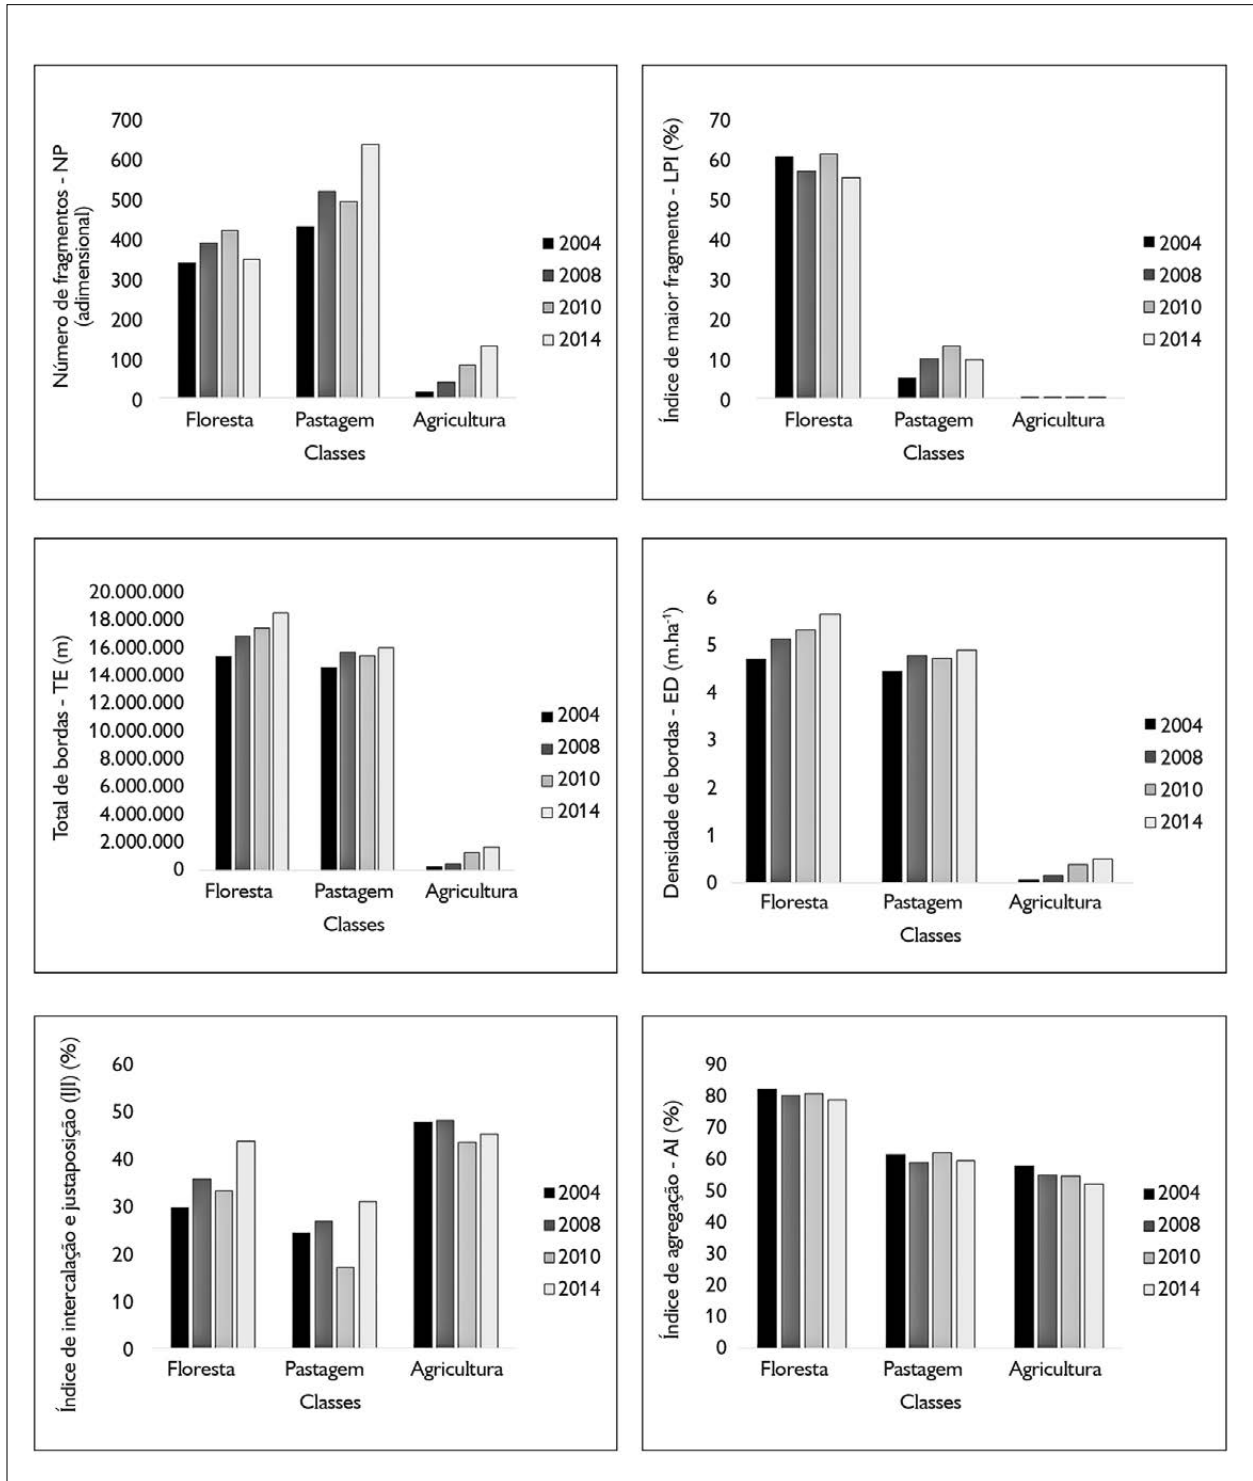 Número de fragmentos - NP
(adimensional)
700
600
500
400
300
200
100
0
Floresta
Pastagem
Agricultura
Classes
2004
2008
2010
2014
Índice de maior fragmento - LPI (%)
70
60
50
40
30
20
10
0
Floresta
Pastagem
Agricultura
Classes
2004
2008
2010
2014
Total de bordas - TE (m)
20.000.000
18.000.000
16.000.000
14.000.000
12.000.000
10.000.000
8.000.000
6.000.000
4.000.000
2.000.000
0
Floresta
Pastagem
Agricultura
Classes
2004
2008
2010
2014
Densidade de bordas - ED (m.ha⁻¹)
6
5
4
3
2
1
0
Floresta
Pastagem
Agricultura
Classes
2004
2008
2010
2014
Índice de intercalação e justaposição (IJI) (%)
60
50
40
30
20
10
0
Floresta
Pastagem
Agricultura
Classes
2004
2008
2010
2014
Índice de agregação - AI (%)
90
80
70
60
50
40
30
20
10
0
Floresta
Pastagem
Agricultura
Classes
2004
2008
2010
2014